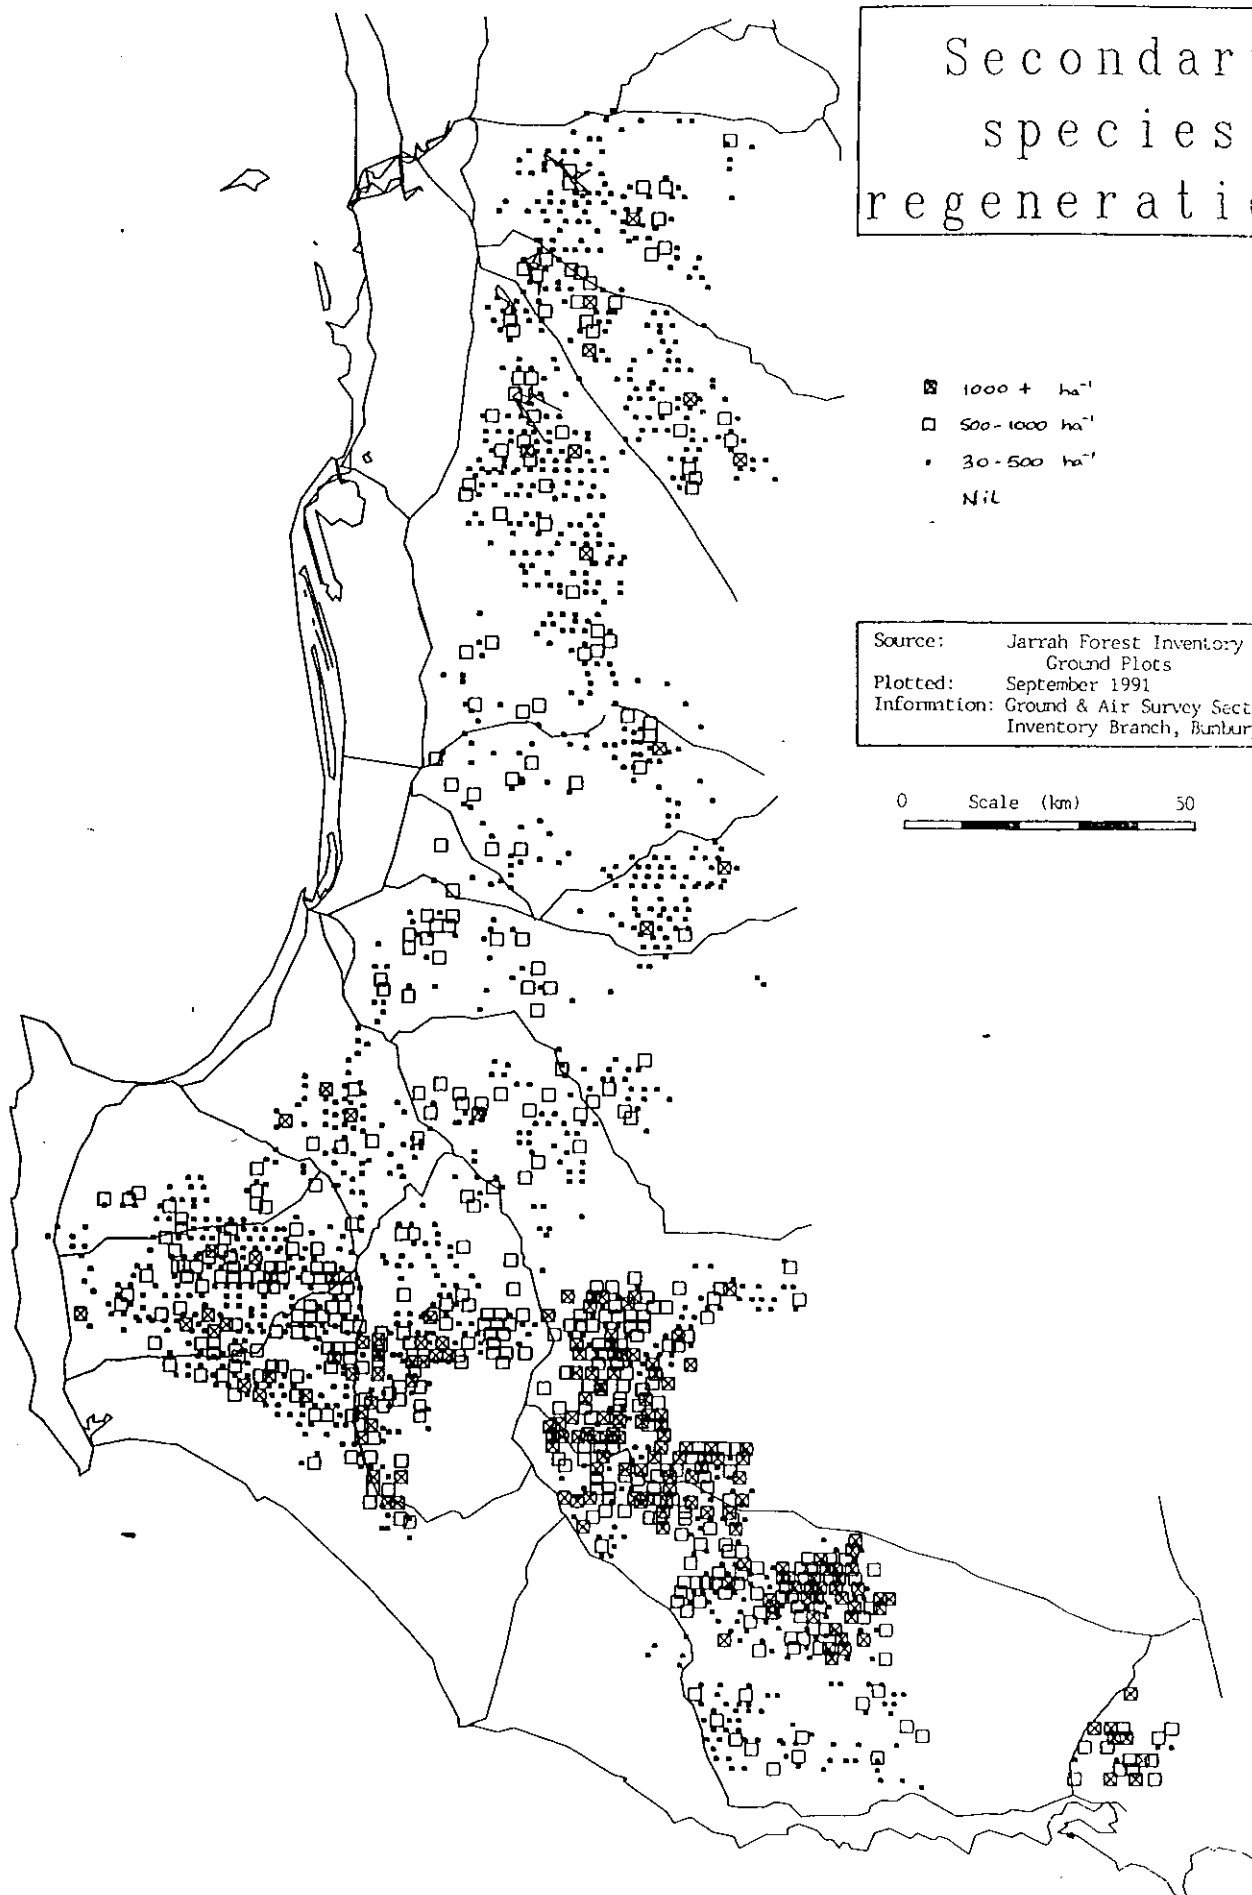 Secondar
species
regenerati
1000 + ha⁻¹
500-1000 ha⁻¹
30-500 ha⁻¹
Nil
Source: Jarrah Forest Inventory
Ground Plots
Plotted: September 1991
Information: Ground & Air Survey Sect
Inventory Branch, Bunbury
0 Scale (km) 50